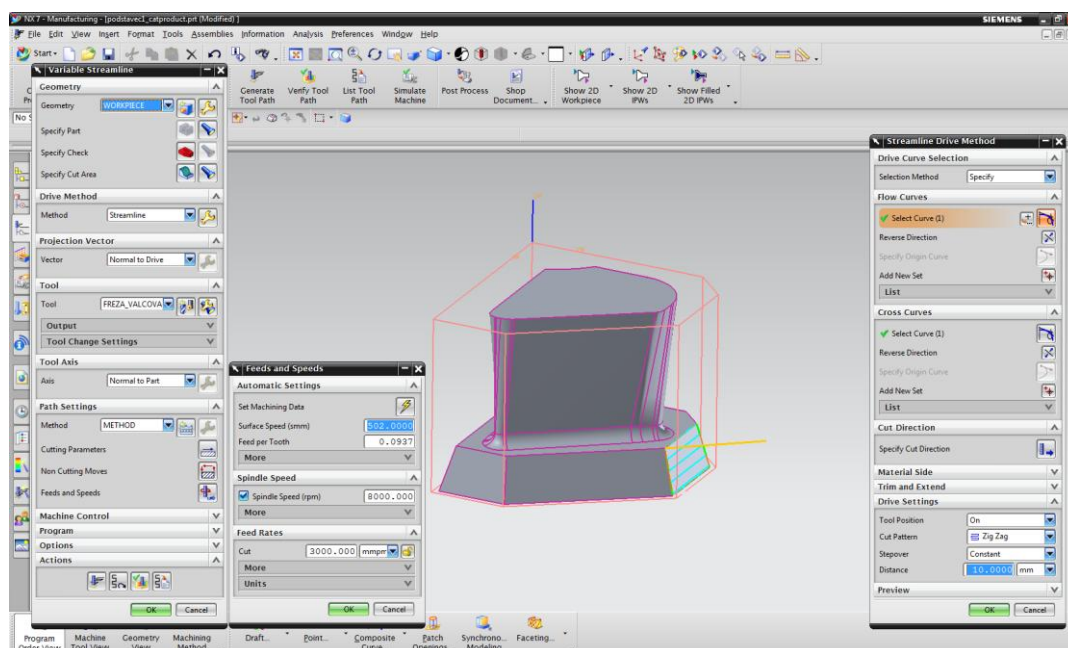 NX 7 - Manufacturing - [podstavec1_catproduct.prt (Modified) ]
SIEMENS
File Edit View Insert Format Tools Assemblies Information Analysis Preferences Window Help
Start
Variable Streamline
Geometry
Geometry WORKPIECE
Specify Part
Specify Check
Specify Cut Area
Drive Method
Method Streamline
Projection Vector
Vector Normal to Drive
Tool
Tool FREZA_VALCOVA
Output
Tool Change Settings
Tool Axis
Axis Normal to Part
Path Settings
Method METHOD
Cutting Parameters
Non Cutting Moves
Feeds and Speeds
Machine Control
Program
Options
Actions
OK Cancel
Generate Tool Path
Verify Tool Path
List Tool Path
Simulate Machine
Post Process
Shop Document...
Show 2D Workpiece
Show 2D IPWs
Show Filled 2D IPWs
Feeds and Speeds
Automatic Settings
Set Machining Data
Surface Speed (smm) 502.0000
Feed per Tooth 0.0937
More
Spindle Speed
Spindle Speed (rpm) 8000.000
More
Feed Rates
Cut 3000.000 mmpm
More
Units
OK Cancel
Streamline Drive Method
Drive Curve Selection
Selection Method Specify
Flow Curves
Select Curve (1)
Reverse Direction
Specify Origin Curve
Add New Set
List
Cross Curves
Select Curve (1)
Reverse Direction
Specify Origin Curve
Add New Set
List
Cut Direction
Specify Cut Direction
Material Side
Trim and Extend
Drive Settings
Tool Position On
Cut Pattern Zig Zag
Stepover Constant
Distance 10.0000 mm
Preview
OK Cancel
Program Order View
Machine Tool View
Geometry View
Machining Method
Draft...
Point...
Composite Curve
Patch Openings
Synchrono... Modeling
Faceting...